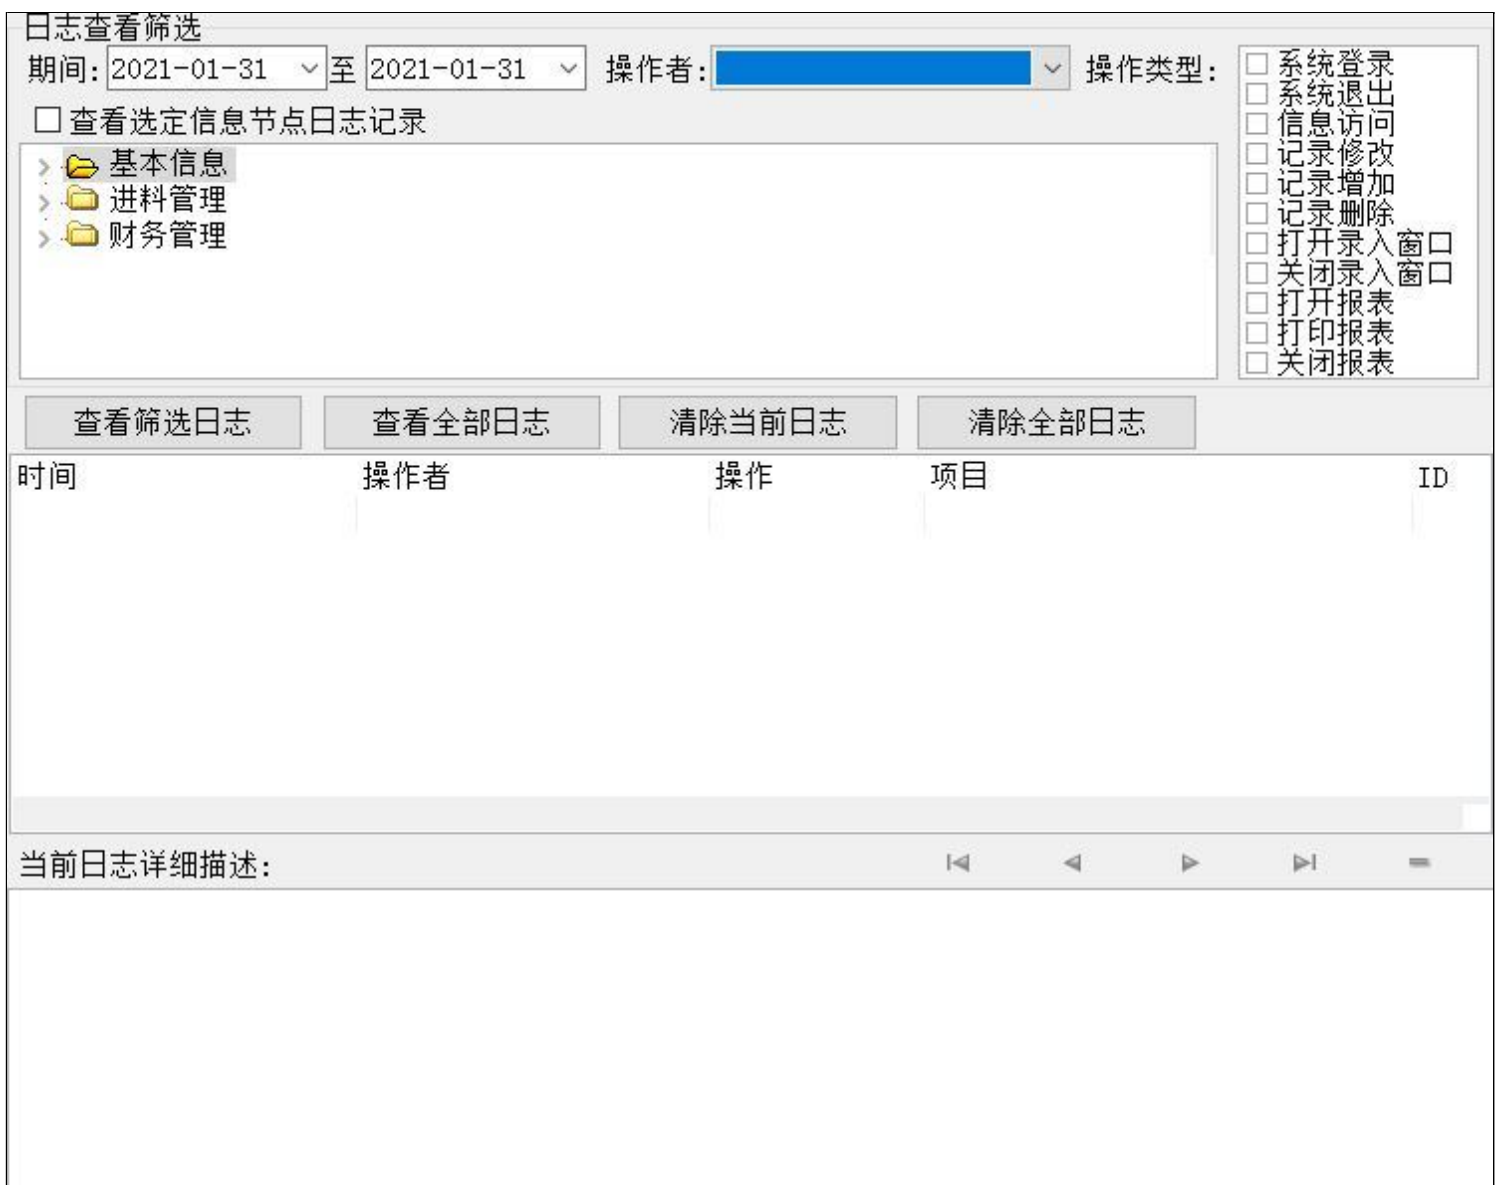 日志查看筛选
期间: 2021-01-31 至 2021-01-31 操作者: 操作类型:
系统登录
系统退出
信息访问
记录修改
记录增加
记录删除
打开录入窗口
关闭录入窗口
打开报表
打印报表
关闭报表
查看选定信息节点日志记录
基本信息
进料管理
财务管理
查看筛选日志 查看全部日志 清除当前日志 清除全部日志
时间 操作者 操作 项目 ID
当前日志详细描述: